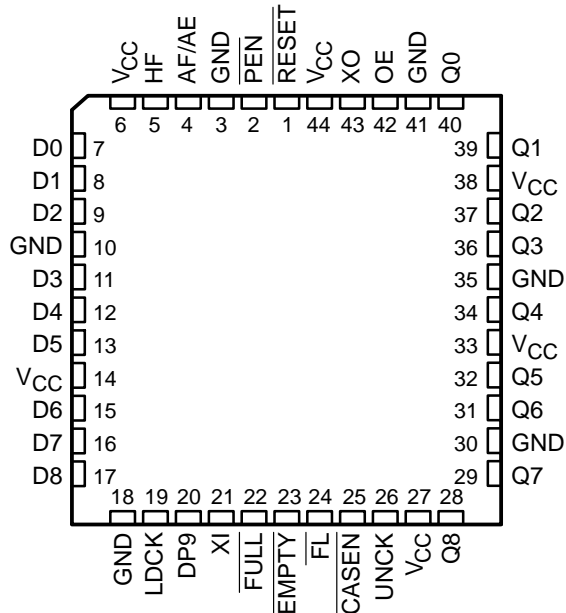 VCC HF AF/AE GND PEN RESET VCC XO OE GND Q0
6 5 4 3 2 1 44 43 42 41 40
D0 7 39 Q1
D1 8 38 VCC
D2 9 37 Q2
GND 10 36 Q3
D3 11 35 GND
D4 12 34 Q4
D5 13 33 VCC
VCC 14 32 Q5
D6 15 31 Q6
D7 16 30 GND
D8 17 29 Q7
18 19 20 21 22 23 24 25 26 27 28
GND LDCK DP9 XI FULL EMPTY FL CASEN UNCK VCC Q8